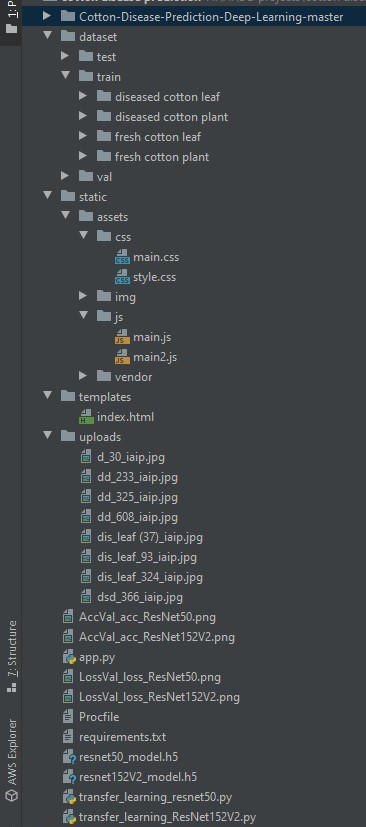 1: P
Cotton-Disease-Prediction-Deep-Learning-master
dataset
test
train
diseased cotton leaf
diseased cotton plant
fresh cotton leaf
fresh cotton plant
val
static
assets
css
main.css
style.css
img
js
main.js
main2.js
vendor
templates
index.html
uploads
d_30_iaip.jpg
dd_233_iaip.jpg
dd_325_iaip.jpg
dd_608_iaip.jpg
dis_leaf (37)_iaip.jpg
dis_leaf_93_iaip.jpg
dis_leaf_324_iaip.jpg
dsd_366_iaip.jpg
AccVal_acc_ResNet50.png
AccVal_acc_ResNet152V2.png
app.py
LossVal_loss_ResNet50.png
LossVal_loss_ResNet152V2.png
Procfile
requirements.txt
resnet50_model.h5
resnet152V2_model.h5
transfer_learning_resnet50.py
transfer_learning_ResNet152V2.py
7: Structure
AWS Explorer